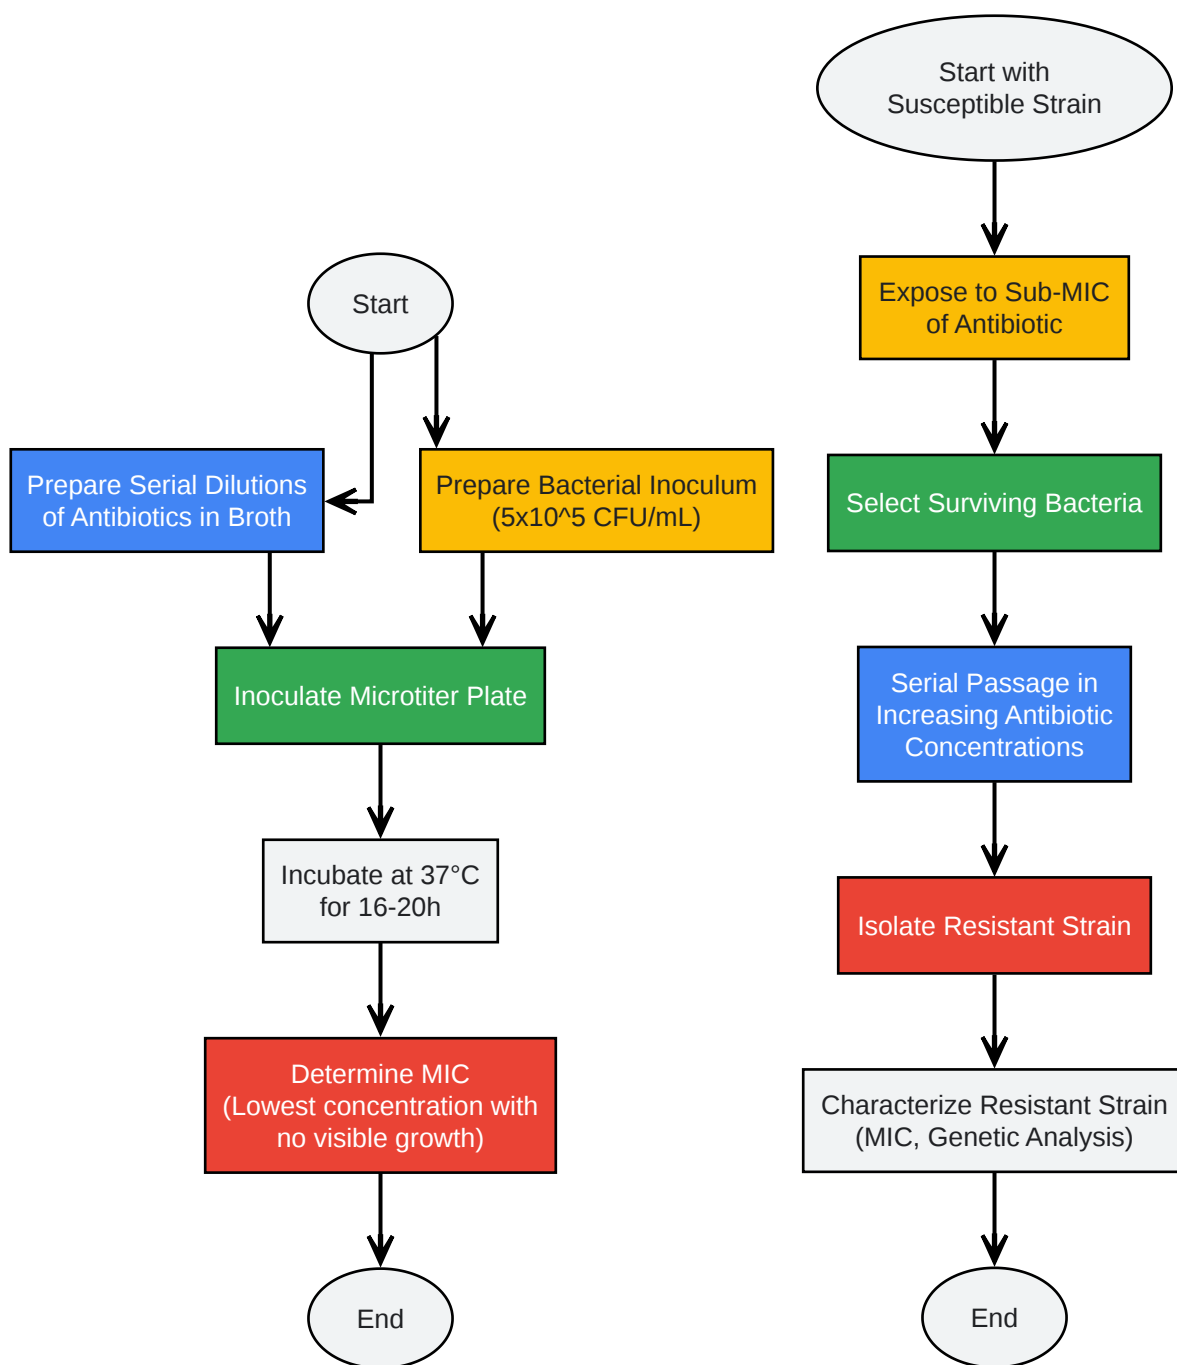 Start
Prepare Serial Dilutions
of Antibiotics in Broth
Prepare Bacterial Inoculum
(5x10^5 CFU/mL)
Inoculate Microtiter Plate
Incubate at 37°C
for 16-20h
Determine MIC
(Lowest concentration with
no visible growth)
End
Start with
Susceptible Strain
Expose to Sub-MIC
of Antibiotic
Select Surviving Bacteria
Serial Passage in
Increasing Antibiotic
Concentrations
Isolate Resistant Strain
Characterize Resistant Strain
(MIC, Genetic Analysis)
End